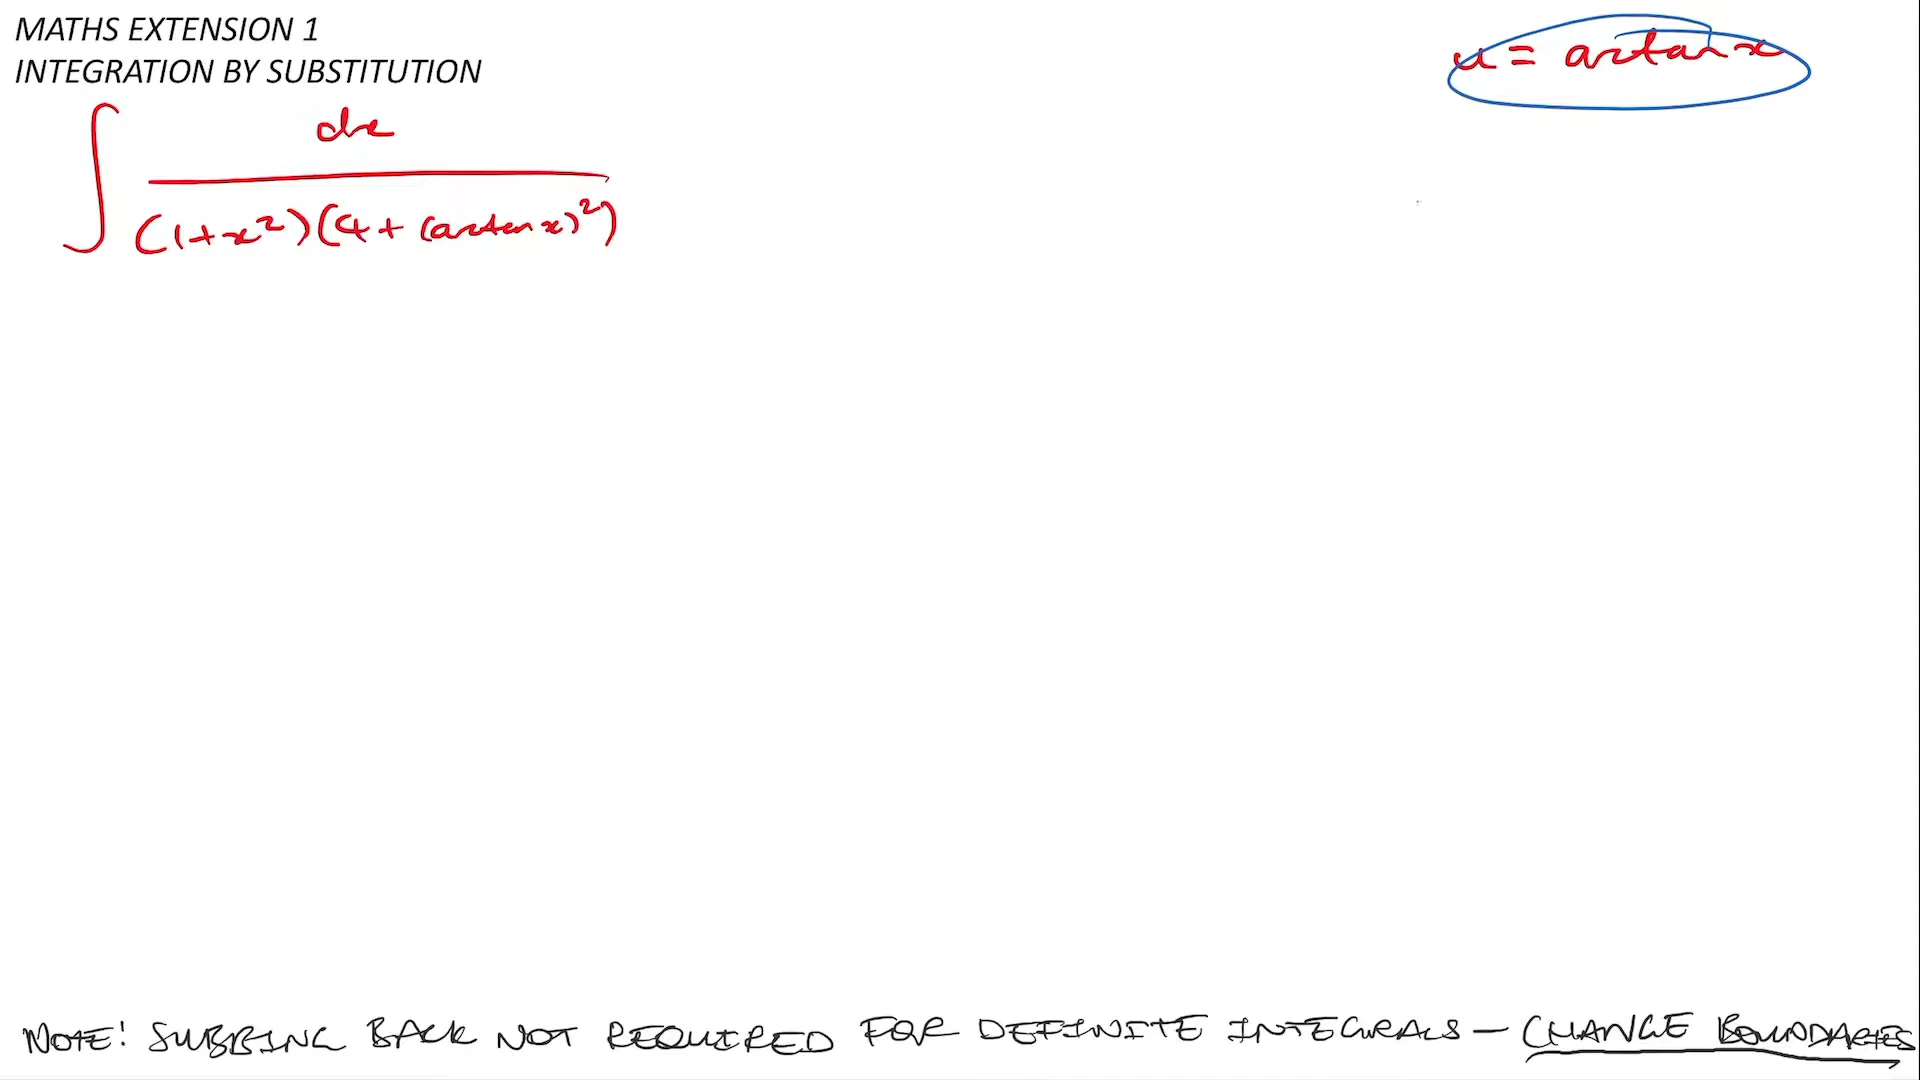 MATHS EXTENSION 1
INTEGRATION BY SUBSTITUTION
u = arctan x
∫ dx / (1+x²)(4+(arctan x)²)
NOTE! SUBBING BACK NOT REQUIRED FOR DEFINITE INTEGRALS – CHANGE BOUNDARIES